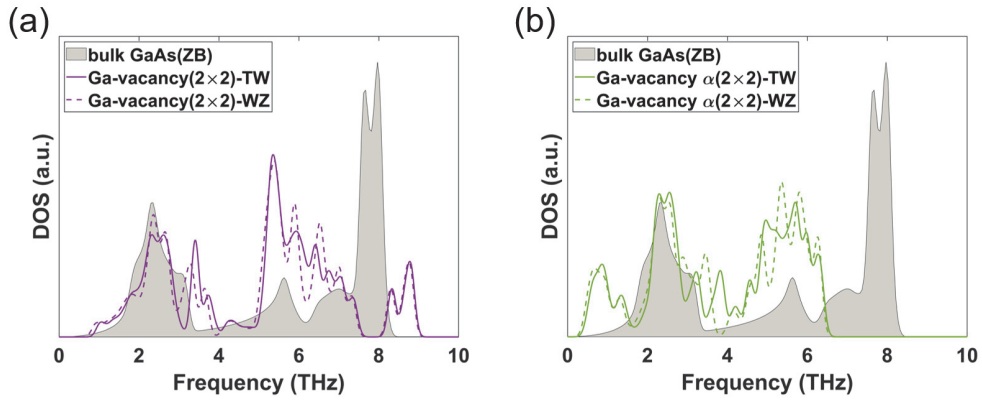 (a)
bulk GaAs(ZB)
Ga-vacancy(2×2)-TW
Ga-vacancy(2×2)-WZ
DOS (a.u.)
0 2 4 6 8 10
Frequency (THz)
(b)
bulk GaAs(ZB)
Ga-vacancy α(2×2)-TW
Ga-vacancy α(2×2)-WZ
DOS (a.u.)
0 2 4 6 8 10
Frequency (THz)